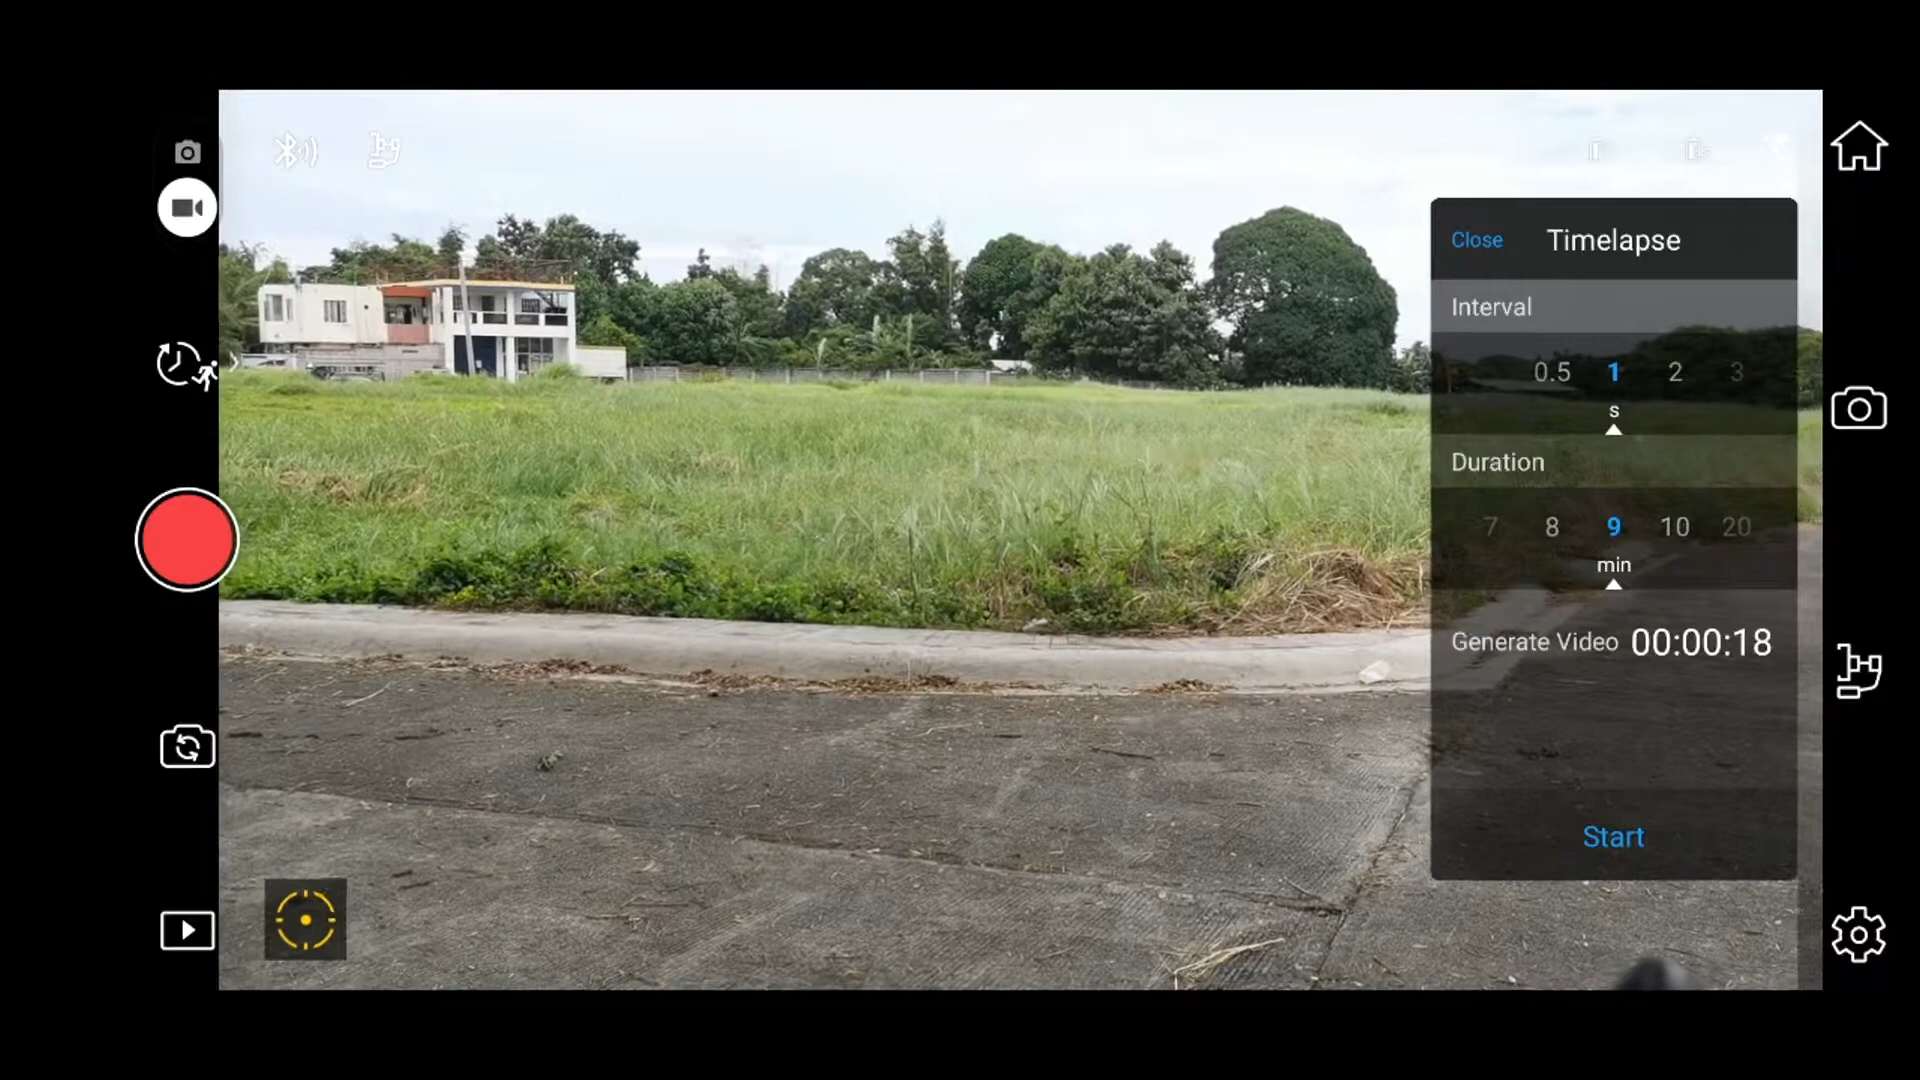 Close Timelapse
Interval
0.5 1 2 3
s
Duration
7 8 9 10 20
min
Generate Video 00:00:18
Start